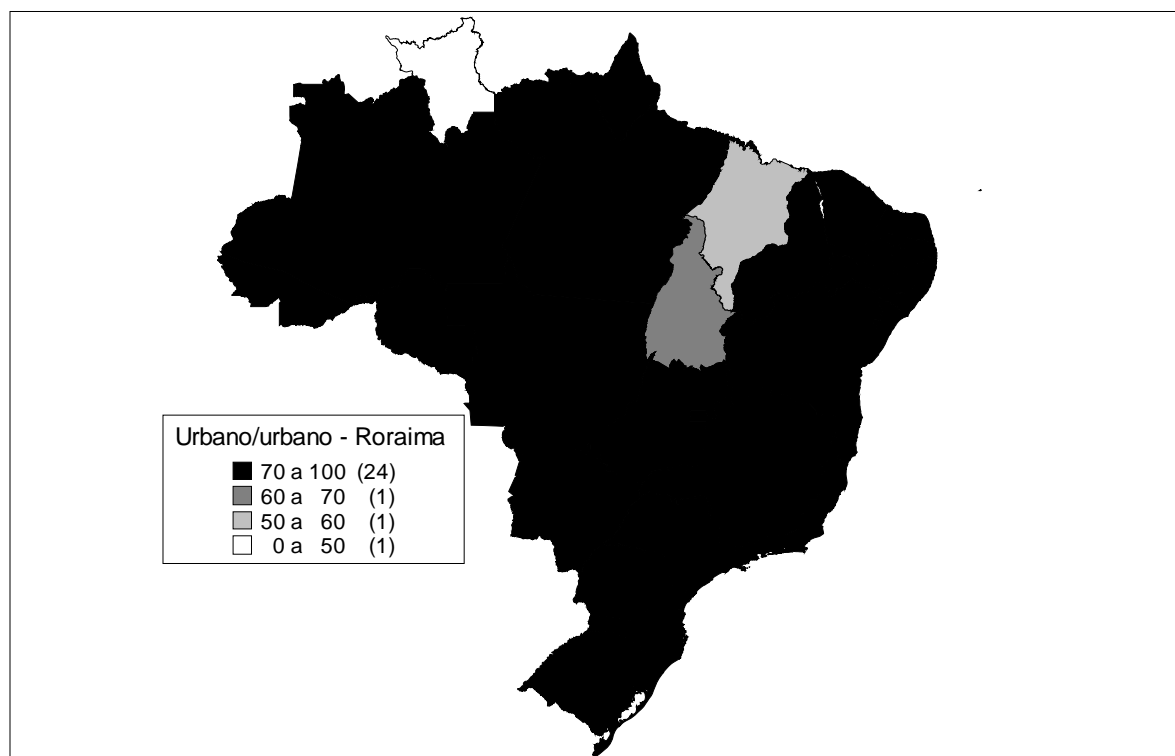 Urbano/urbano - Roraima
70 a 100 (24)
60 a 70 (1)
50 a 60 (1)
0 a 50 (1)